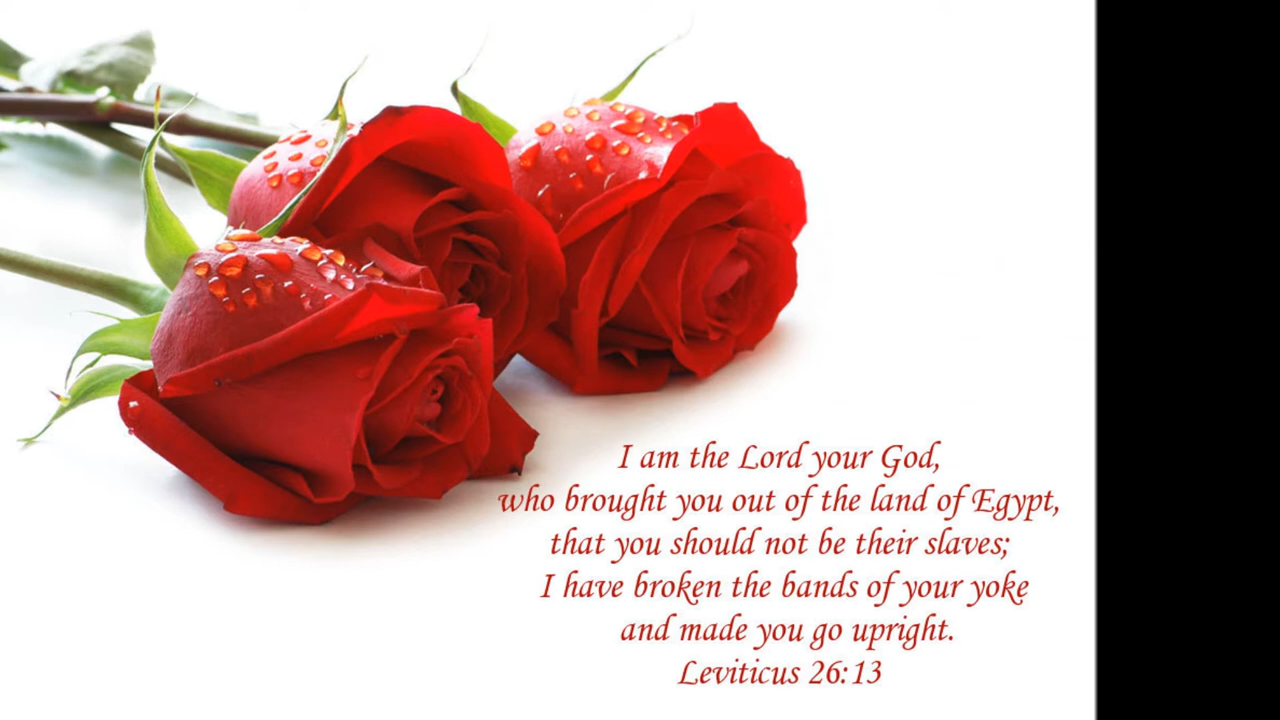 I am the Lord your God,
who brought you out of the land of Egypt,
that you should not be their slaves;
I have broken the bands of your yoke
and made you go upright.
Leviticus 26:13